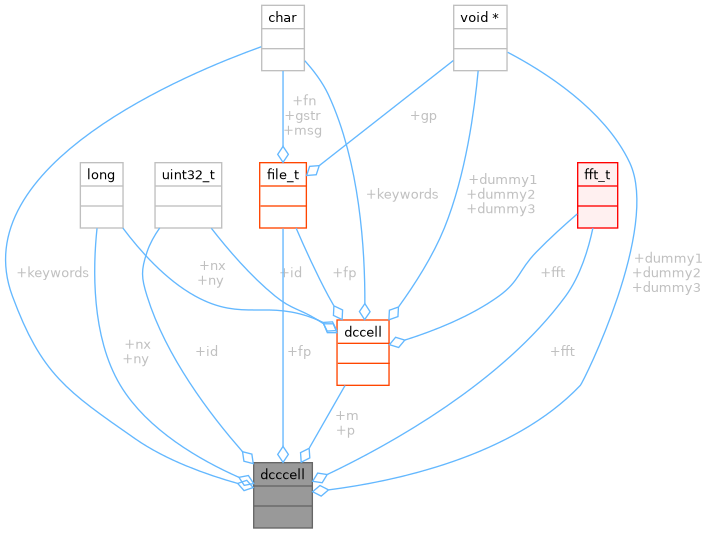 char
void *
+fn
+gstr
+msg
+gp
long
uint32_t
file_t
fft_t
+keywords
+dummy1
+dummy2
+dummy3
+keywords
+nx
+ny
+id
+fp
+fft
+dummy1
+dummy2
+dummy3
dccell
+nx
+ny
+id
+fp
+fft
+m
+p
dcccell